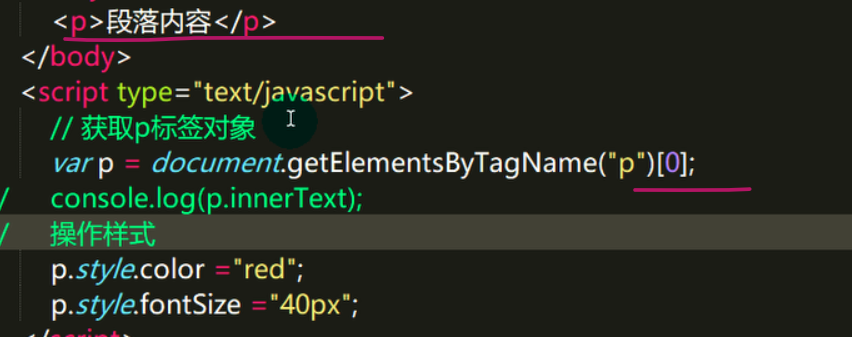 <p>段落内容</p>
</body>
<script type="text/javascript">
// 获取p标签对象
var p = document.getElementsByTagName("p")[0];
/ console.log(p.innerText);
/ 操作样式
p.style.color ="red";
p.style.fontSize ="40px";
</script>